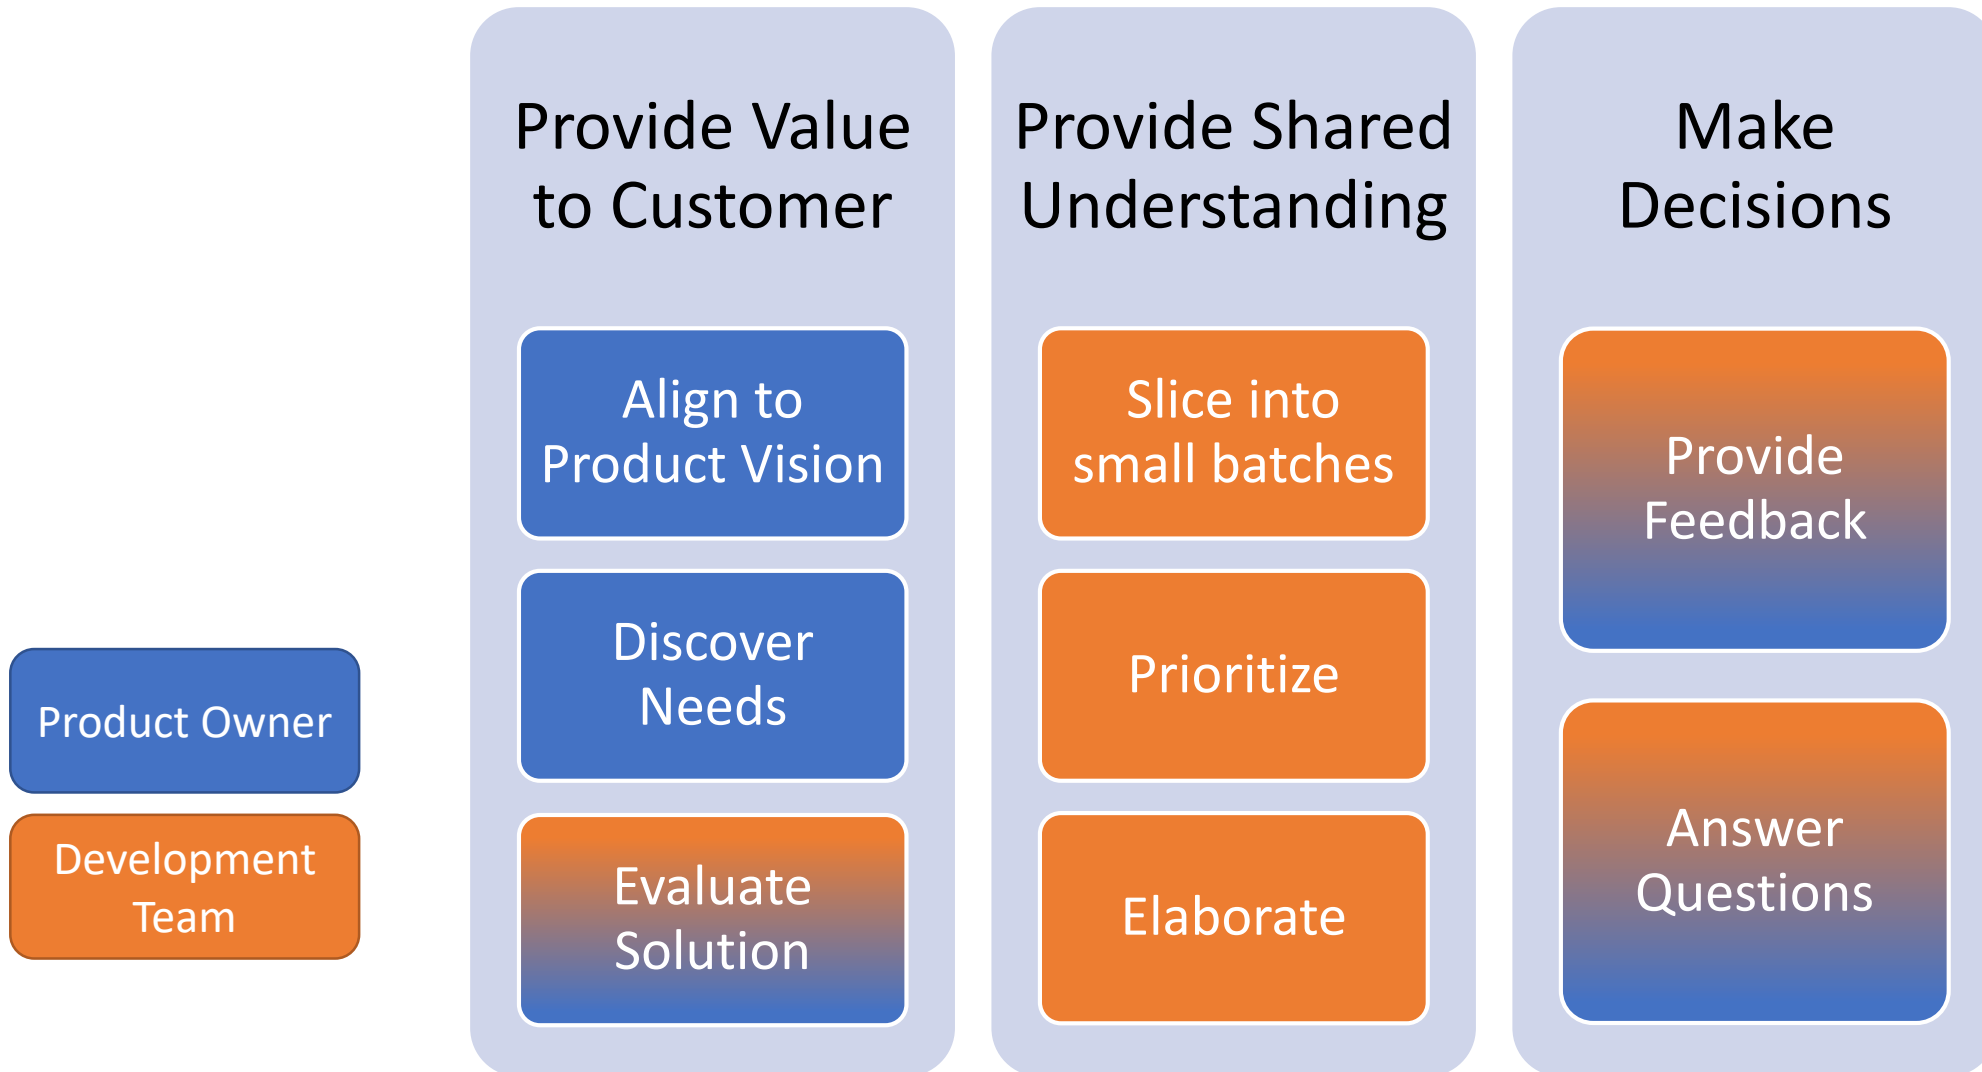 Provide Value
to Customer
Align to
Product Vision
Discover
Needs
Evaluate
Solution
Provide Shared
Understanding
Slice into
small batches
Prioritize
Elaborate
Make
Decisions
Provide
Feedback
Answer
Questions
Product Owner
Development
Team